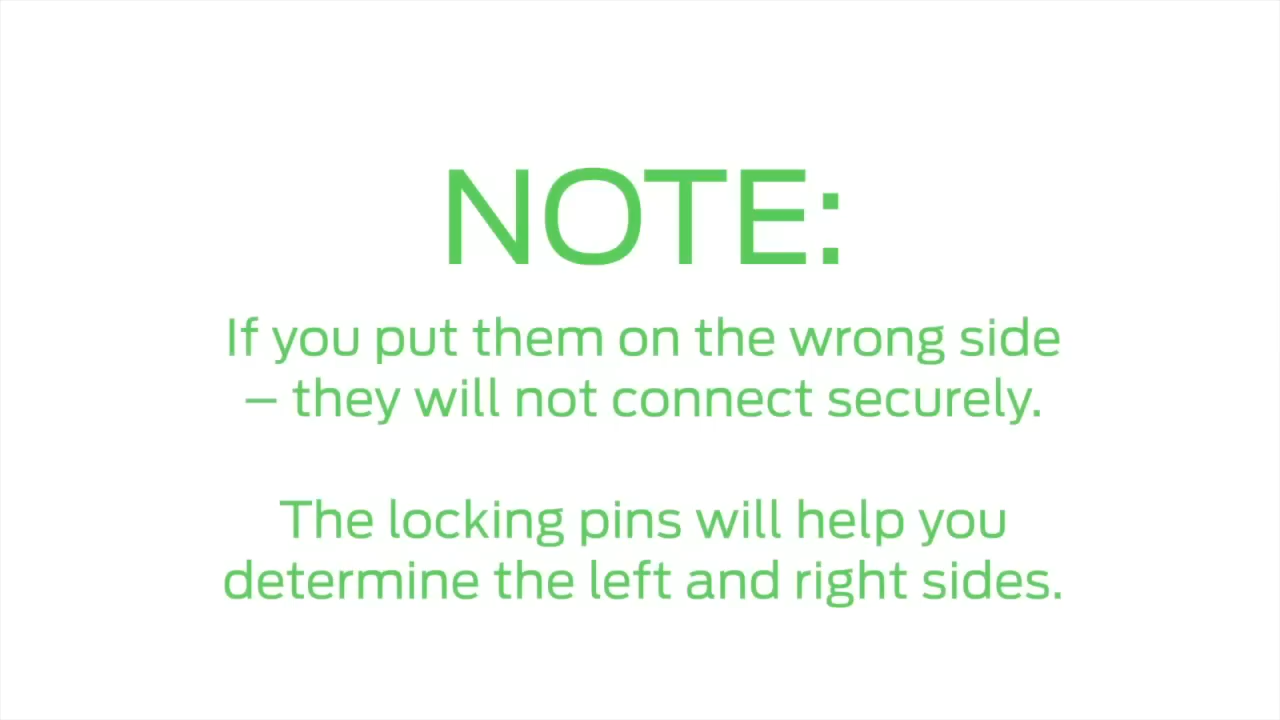 NOTE:
If you put them on the wrong side
– they will not connect securely.
The locking pins will help you
determine the left and right sides.